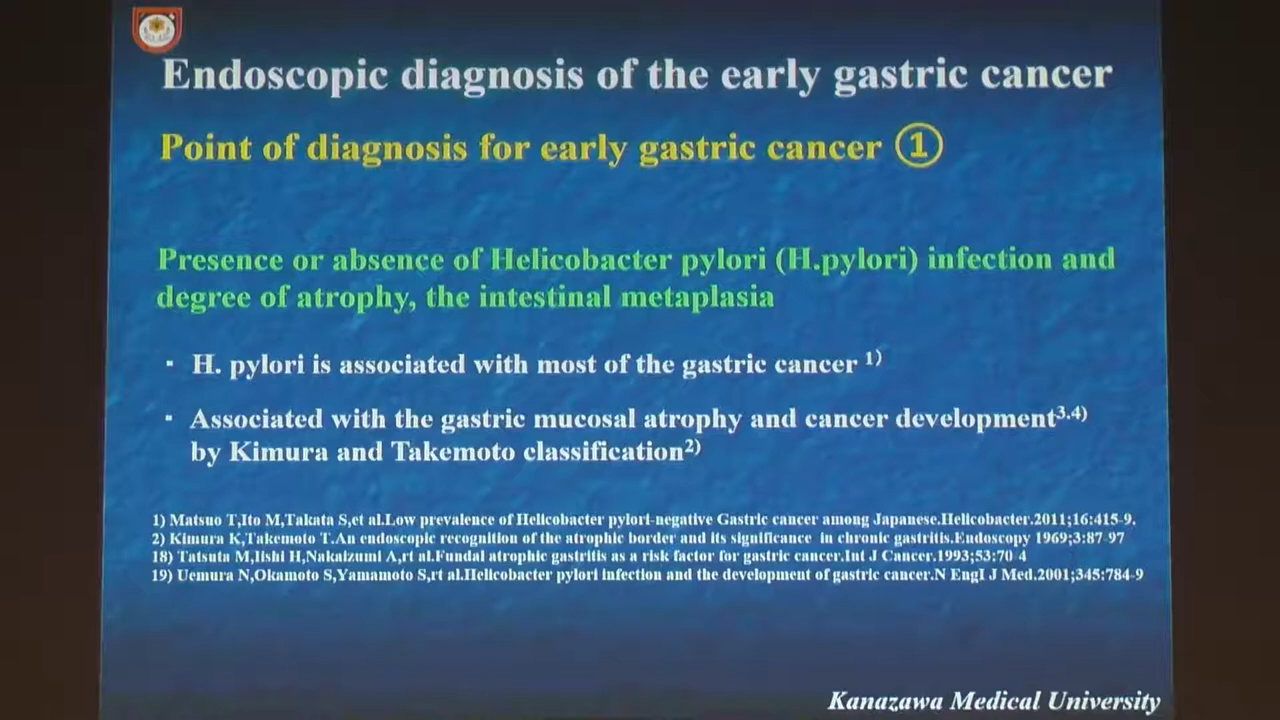 Endoscopic diagnosis of the early gastric cancer
Point of diagnosis for early gastric cancer ①
Presence or absence of Helicobacter pylori (H.pylori) infection and
degree of atrophy, the intestinal metaplasia
· H. pylori is associated with most of the gastric cancer 1)
· Associated with the gastric mucosal atrophy and cancer development3.4)
by Kimura and Takemoto classification2)
1) Matsuo T,Ito M,Takata S,et al.Low prevalence of Helicobacter pylori-negative Gastric cancer among Japanese.Helicobacter.2011;16:415-9.
2) Kimura K,Takemoto T.An endoscopic recognition of the atrophic border and its significance in chronic gastritis.Endoscopy 1969;3:87-97
18) Tatsuta M,Iishi H,Nakaizumi A,rt al.Fundal atrophic gastritis as a risk factor for gastric cancer.Int J Cancer.1993;53:70-4
19) Uemura N,Okamoto S,Yamamoto S,rt al.Helicobacter pylori infection and the development of gastric cancer.N EngI J Med.2001;345:784-9
Kanazawa Medical University